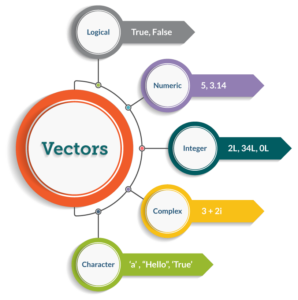 Logical
True, False
Numeric
5, 3.14
Vectors
Integer
2L, 34L, 0L
Complex
3 + 2i
Character
'a' , "Hello", 'True'